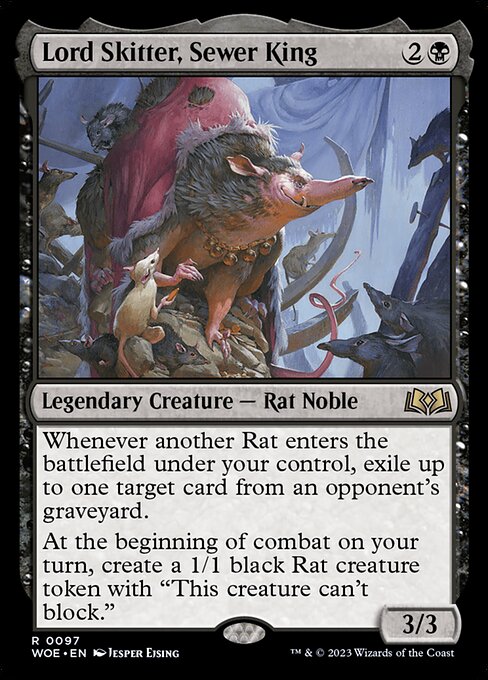 Lord Skitter, Sewer King 2
Legendary Creature — Rat Noble
Whenever another Rat enters the
battlefield under your control, exile up
to one target card from an opponent's
graveyard.
At the beginning of combat on your
turn, create a 1/1 black Rat creature
token with “This creature can't
block.”
3/3
R 0097
WOE • EN Jesper Ejsing
™ & © 2023 Wizards of the Coast